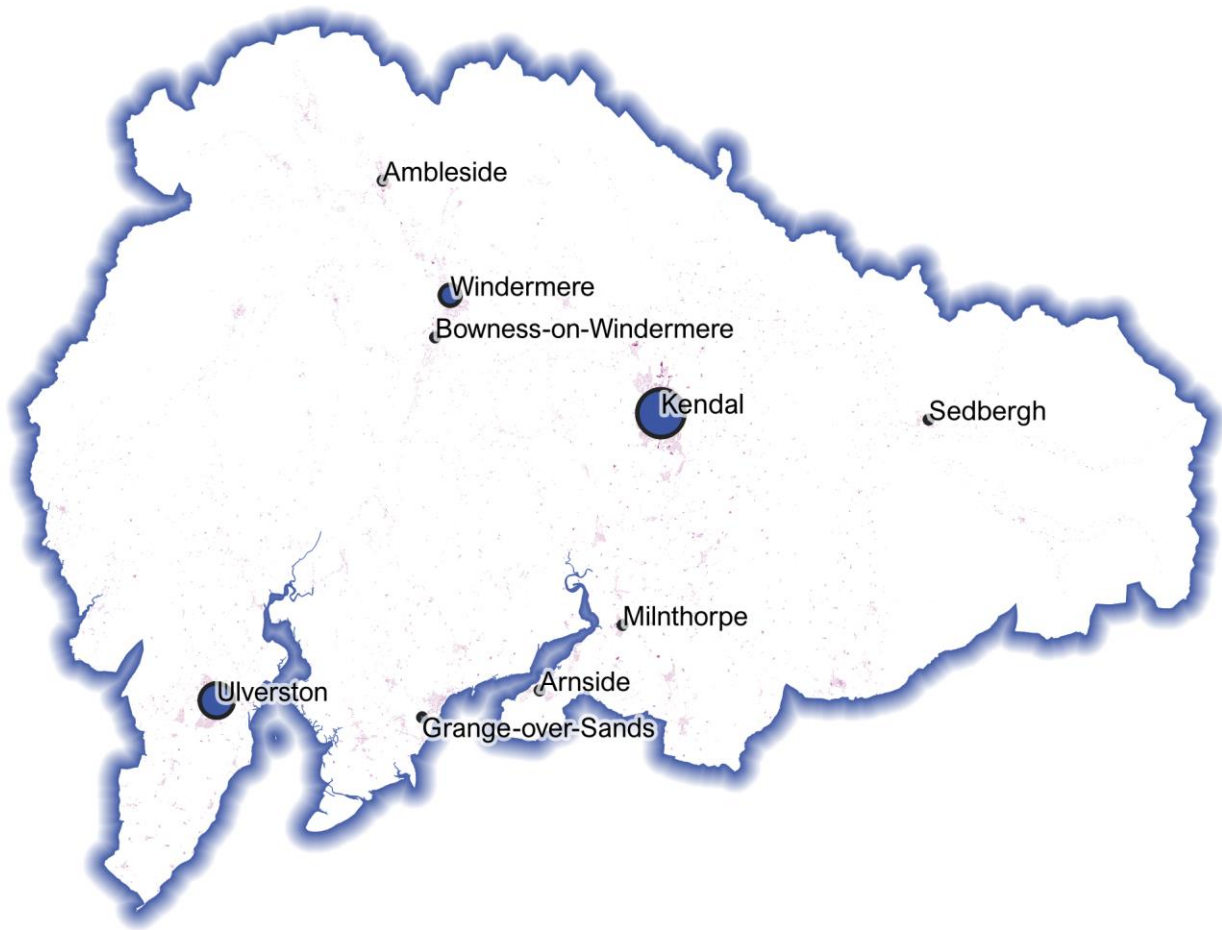 Ambleside
Windermere
Bowness-on-Windermere
Kendal
Sedbergh
Milnthorpe
Arnside
Ulverston
Grange-over-Sands